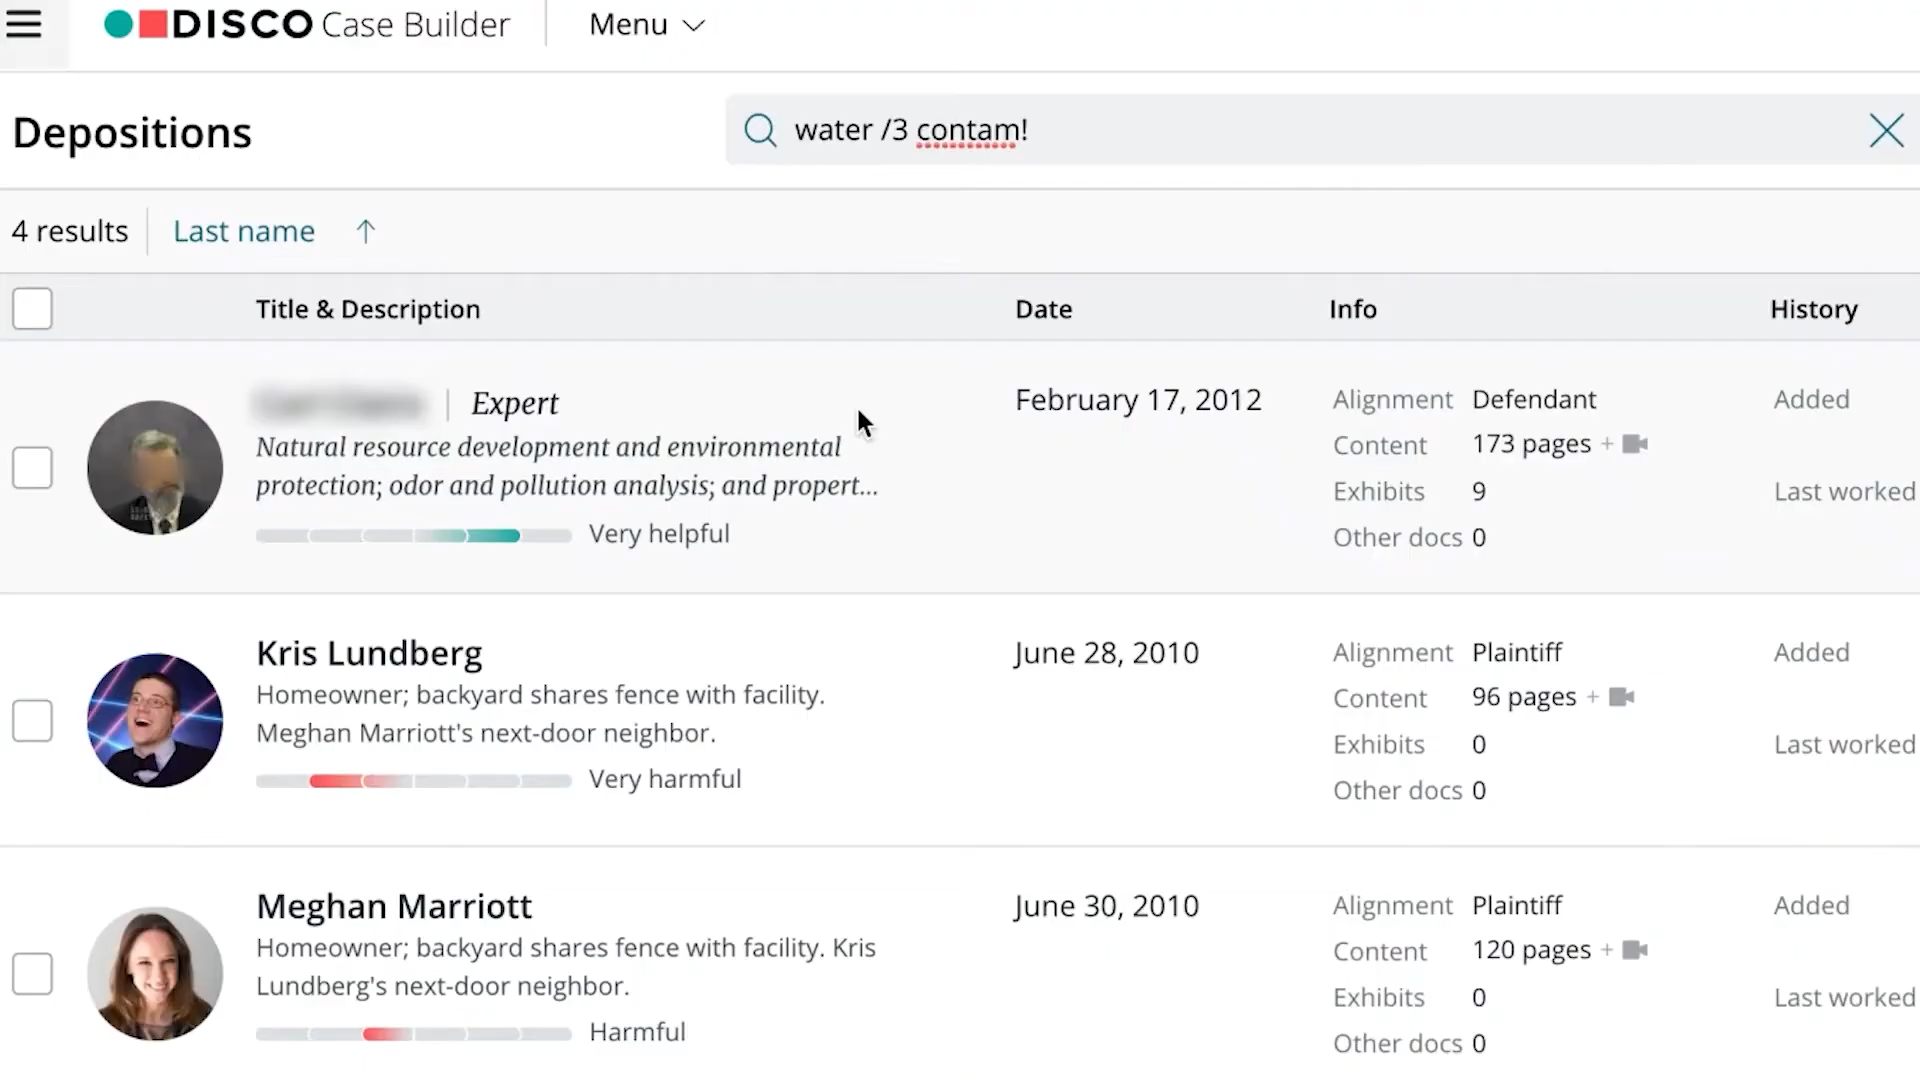 DISCO Case Builder
Menu
Depositions
water /3 contam!
4 results
Last name
Title & Description
Date
Info
History
Expert
Natural resource development and environmental
protection; odor and pollution analysis; and propert...
Very helpful
February 17, 2012
Alignment Defendant
Content 173 pages +
Exhibits 9
Other docs 0
Added
Last worked
Kris Lundberg
Homeowner; backyard shares fence with facility.
Meghan Marriott's next-door neighbor.
Very harmful
June 28, 2010
Alignment Plaintiff
Content 96 pages +
Exhibits 0
Other docs 0
Added
Last worked
Meghan Marriott
Homeowner; backyard shares fence with facility. Kris
Lundberg's next-door neighbor.
Harmful
June 30, 2010
Alignment Plaintiff
Content 120 pages +
Exhibits 0
Other docs 0
Added
Last worked